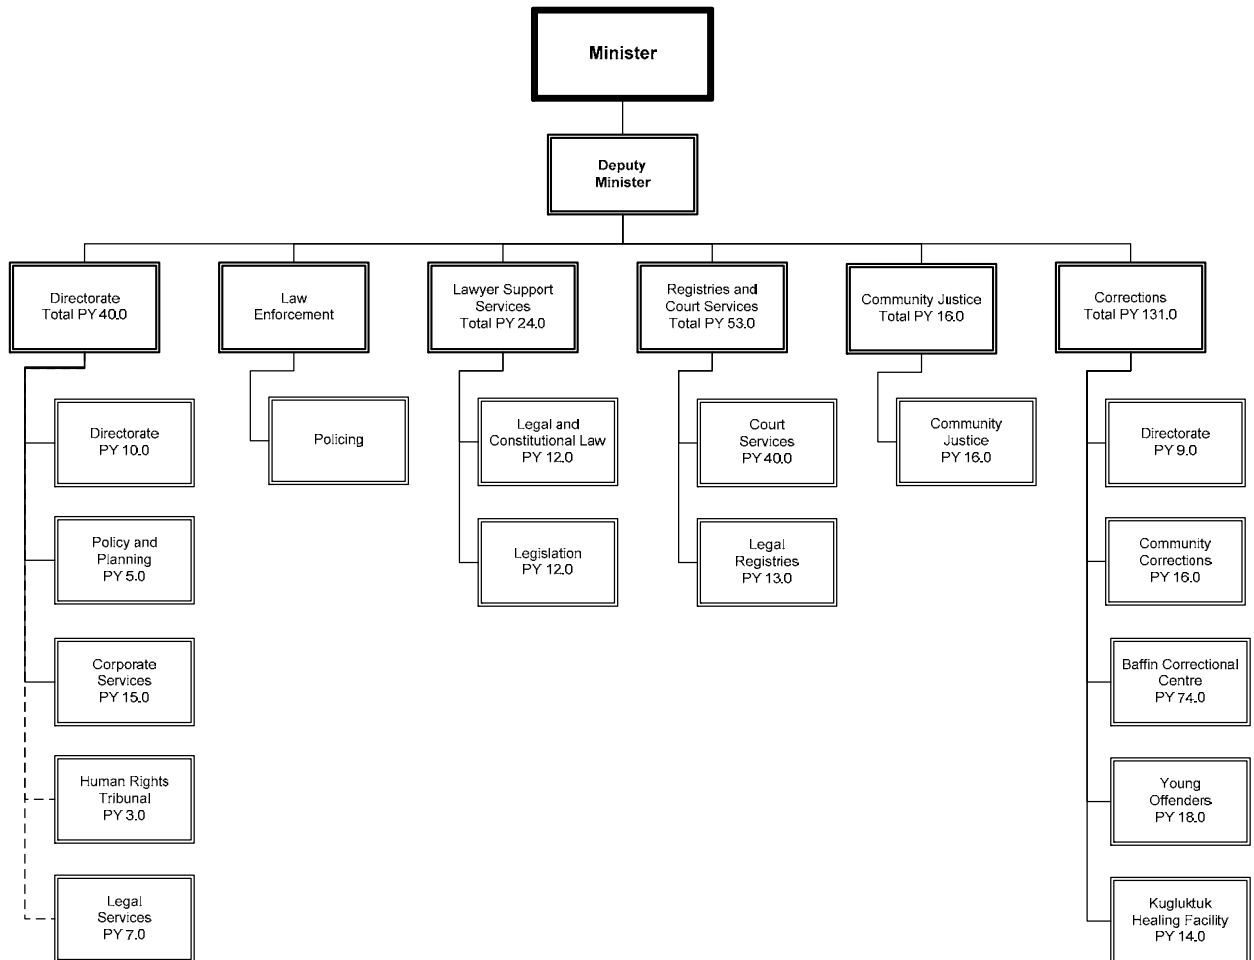 Minister
Deputy
Minister
Directorate
Total PY 40.0
Law
Enforcement
Lawyer Support
Services
Total PY 24.0
Registries and
Court Services
Total PY 53.0
Community Justice
Total PY 16.0
Corrections
Total PY 131.0
Directorate
PY 10.0
Policy and
Planning
PY 5.0
Corporate
Services
PY 15.0
Human Rights
Tribunal
PY 3.0
Legal
Services
PY 7.0
Policing
Legal and
Constitutional Law
PY 12.0
Legislation
PY 12.0
Court
Services
PY 40.0
Legal
Registries
PY 13.0
Community
Justice
PY 16.0
Directorate
PY 9.0
Community
Corrections
PY 16.0
Baffin Correctional
Centre
PY 74.0
Young
Offenders
PY 18.0
Kugluktuk
Healing Facility
PY 14.0